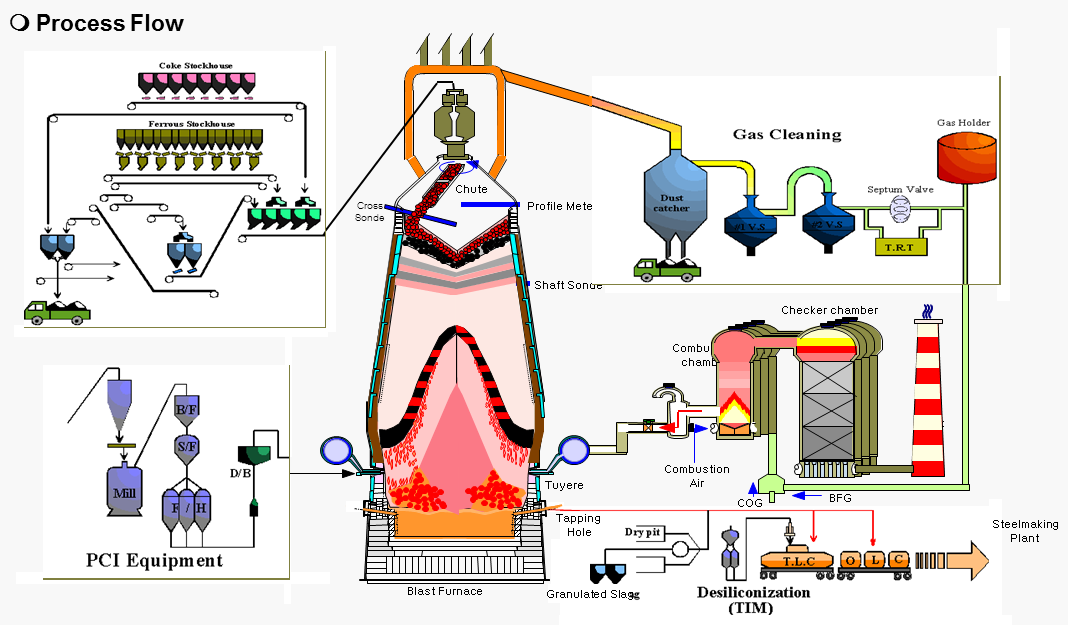 Process Flow
Coke Stockhouse
Ferrous Stockhouse
Chute
Cross
Sonde
Profile Mete
Shaft Sonde
Gas Cleaning
Gas Holder
Septum Valve
Dust
catcher
#1 V.S
#2 V.S
T.R.T
Checker chamber
Combu
chamb
Combustion
Air
COG
BFG
B/F
S/F
D/B
Mill
F / H
PCI Equipment
Tuyere
Tapping
Hole
Blast Furnace
Dry pit
Granulated Slag
Desiliconization
(TIM)
T.L.C
O L C
Steelmaking
Plant